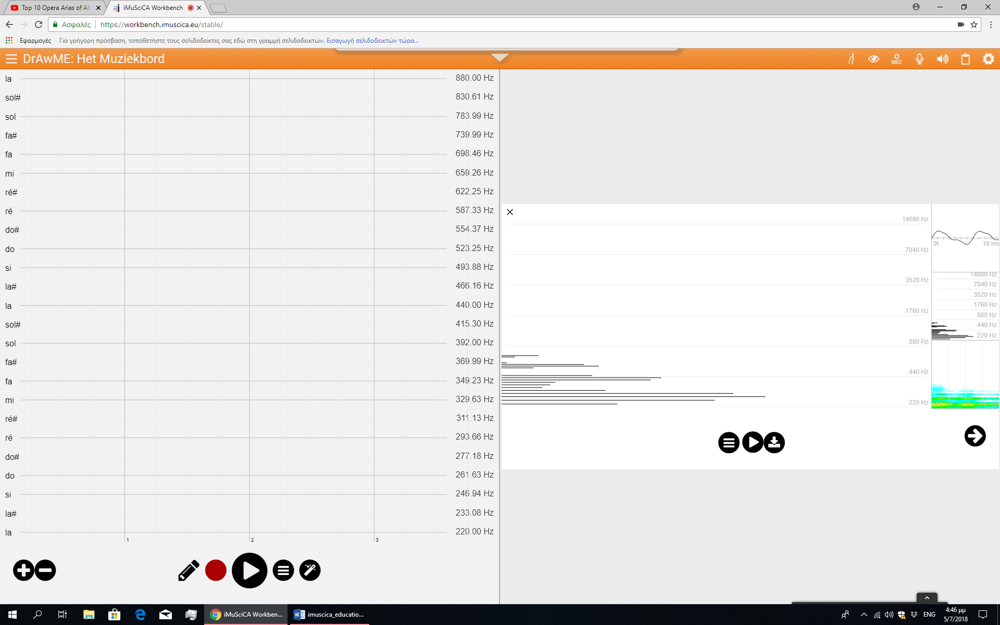 Top 10 Opera Arias of All
iMuSciCA Workbench
Ασφαλές
https://workbench.imuscica.eu/stable/
Εφαρμογές
Για γρήγορη πρόσβαση, τοποθετήστε τους σελιδοδείκτες σας εδώ στη γραμμή σελιδοδεικτών. Εισαγωγή σελιδοδεικτών τώρα...
DrAwME: Het Muziekbord
REC
la 880.00 Hz
sol# 830.61 Hz
sol 783.99 Hz
fa# 739.99 Hz
fa 698.46 Hz
mi 659.26 Hz
ré# 622.25 Hz
ré 587.33 Hz
do# 554.37 Hz
do 523.25 Hz
si 493.88 Hz
la# 466.16 Hz
la 440.00 Hz
sol# 415.30 Hz
sol 392.00 Hz
fa# 369.99 Hz
fa 349.23 Hz
mi 329.63 Hz
ré# 311.13 Hz
ré 293.66 Hz
do# 277.18 Hz
do 261.63 Hz
si 246.94 Hz
la# 233.08 Hz
la 220.00 Hz
1 2 3
14080 Hz
7040 Hz
3520 Hz
1760 Hz
880 Hz
440 Hz
220 Hz
01 10 ms
14080 Hz
7040 Hz
3520 Hz
1760 Hz
880 Hz
440 Hz
220 Hz
iMuSciCA Workben...
imuscica_educatio...
ENG
4:46 μμ
5/7/2018